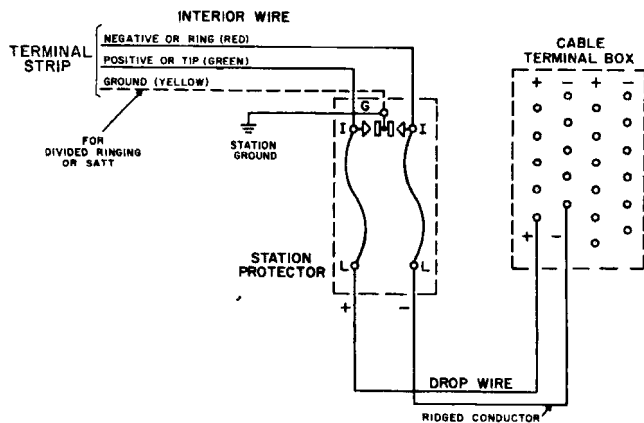 INTERIOR WIRE
TERMINAL
STRIP
NEGATIVE OR RING (RED)
POSITIVE OR TIP (GREEN)
GROUND (YELLOW)
FOR
DIVIDED RINGING
OR SATT
STATION
GROUND
G
I
I
STATION
PROTECTOR
L
L
+
-
CABLE
TERMINAL BOX
+ - + -
+
-
DROP WIRE
RIDGED CONDUCTOR